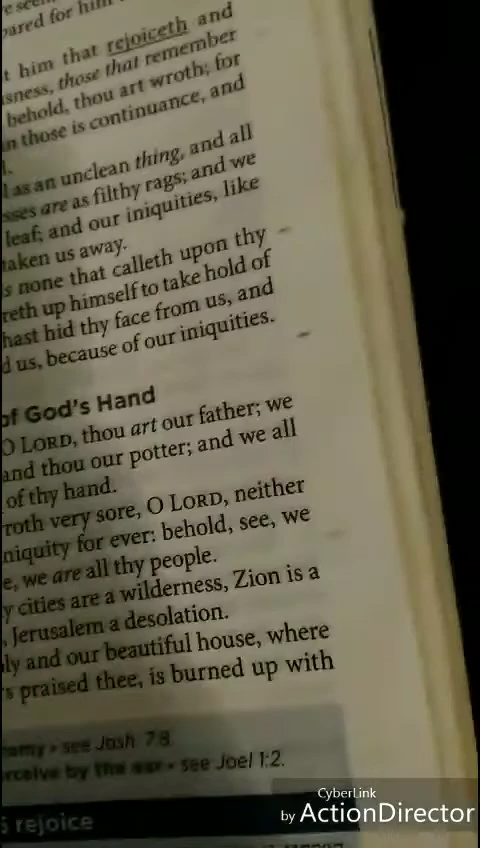 pared for him
t him that rejoiceth and
sness, those that remember
behold, thou art wroth; for
n those is continuance, and
l.
l as an unclean thing, and all
sses are as filthy rags; and we
leaf; and our iniquities, like
taken us away.
s none that calleth upon thy
reth up himself to take hold of
hast hid thy face from us, and
d us, because of our iniquities.
of God's Hand
O LORD, thou art our father; we
and thou our potter; and we all
of thy hand.
roth very sore, O LORD, neither
niquity for ever: behold, see, we
e, we are all thy people.
y cities are a wilderness, Zion is a
, Jerusalem a desolation.
ly and our beautiful house, where
s praised thee, is burned up with
emy • see Josh 7:8.
erceive by the ear • see Joel 1:2.
5 rejoice
CyberLink
by ActionDirector